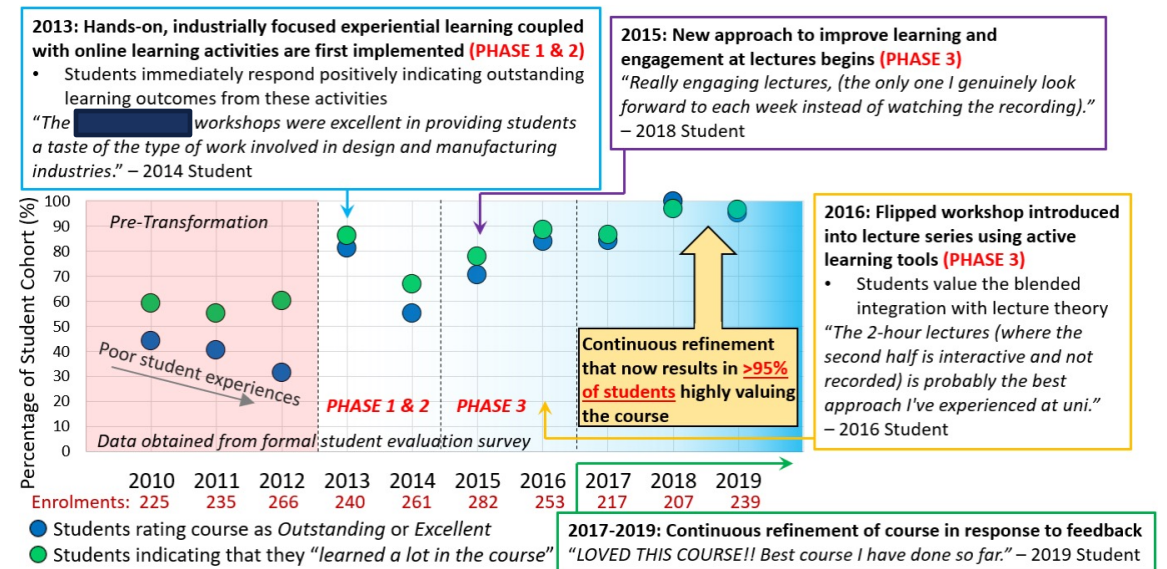 2013: Hands-on, industrially focused experiential learning coupled
with online learning activities are first implemented (PHASE 1 & 2)
• Students immediately respond positively indicating outstanding
learning outcomes from these activities
“The workshops were excellent in providing students
a taste of the type of work involved in design and manufacturing
industries.” – 2014 Student
2015: New approach to improve learning and
engagement at lectures begins (PHASE 3)
“Really engaging lectures, (the only one I genuinely look
forward to each week instead of watching the recording).”
– 2018 Student
2016: Flipped workshop introduced
into lecture series using active
learning tools (PHASE 3)
• Students value the blended
integration with lecture theory
“The 2-hour lectures (where the
second half is interactive and not
recorded) is probably the best
approach I've experienced at uni.”
– 2016 Student
Percentage of Student Cohort (%)
100
90
80
70
60
50
40
30
20
10
0
Pre-Transformation
Poor student experiences
PHASE 1 & 2
PHASE 3
Continuous refinement
that now results in >95%
of students highly valuing
the course
Data obtained from formal student evaluation survey
2010 2011 2012 2013 2014 2015 2016 2017 2018 2019
Enrolments: 225 235 266 240 261 282 253 217 207 239
Students rating course as Outstanding or Excellent
Students indicating that they “learned a lot in the course”
2017-2019: Continuous refinement of course in response to feedback
“LOVED THIS COURSE!! Best course I have done so far.” – 2019 Student